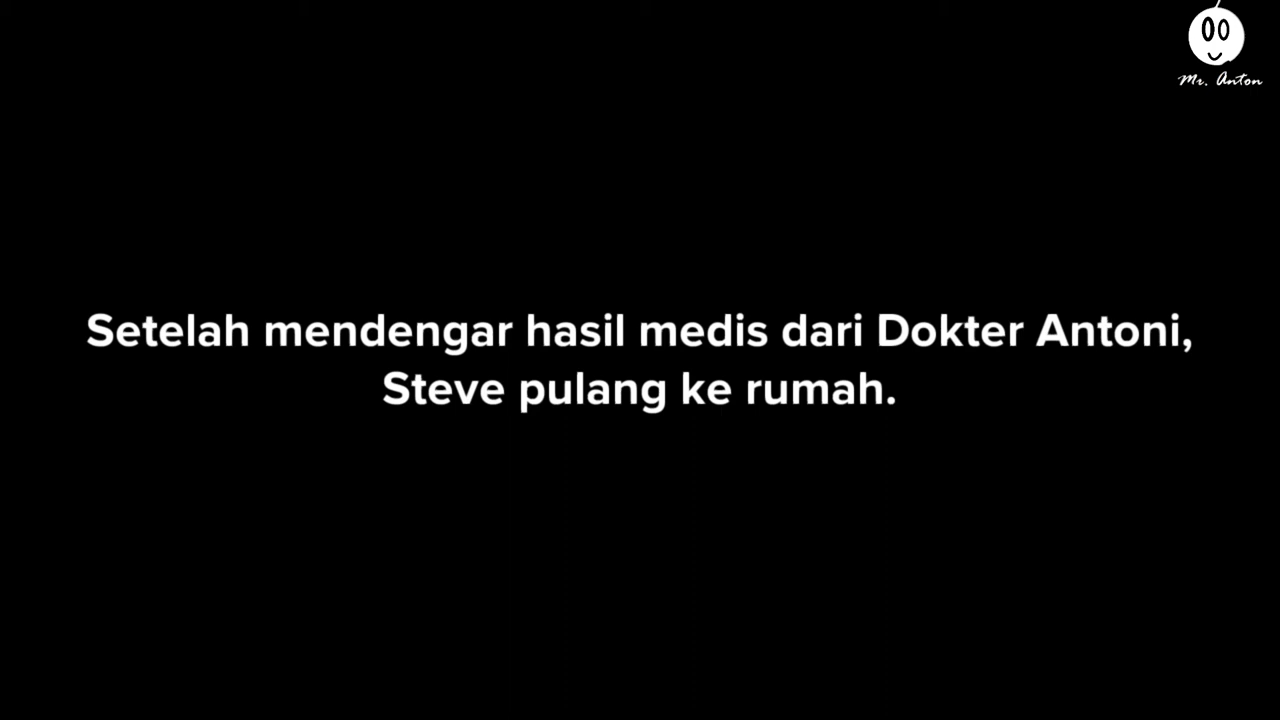 Mr. Anton
Setelah mendengar hasil medis dari Dokter Antoni,
Steve pulang ke rumah.